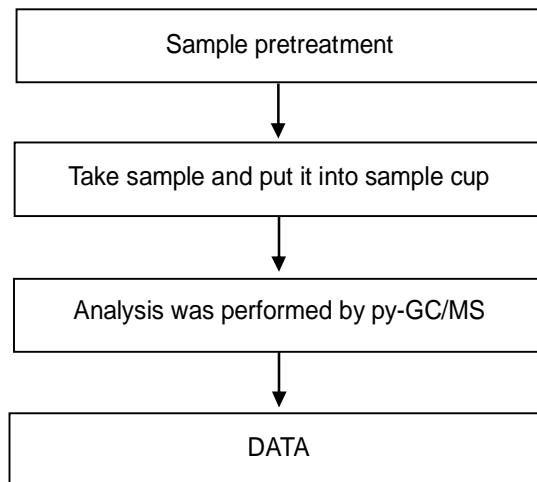 Sample pretreatment
Take sample and put it into sample cup
Analysis was performed by py-GC/MS
DATA